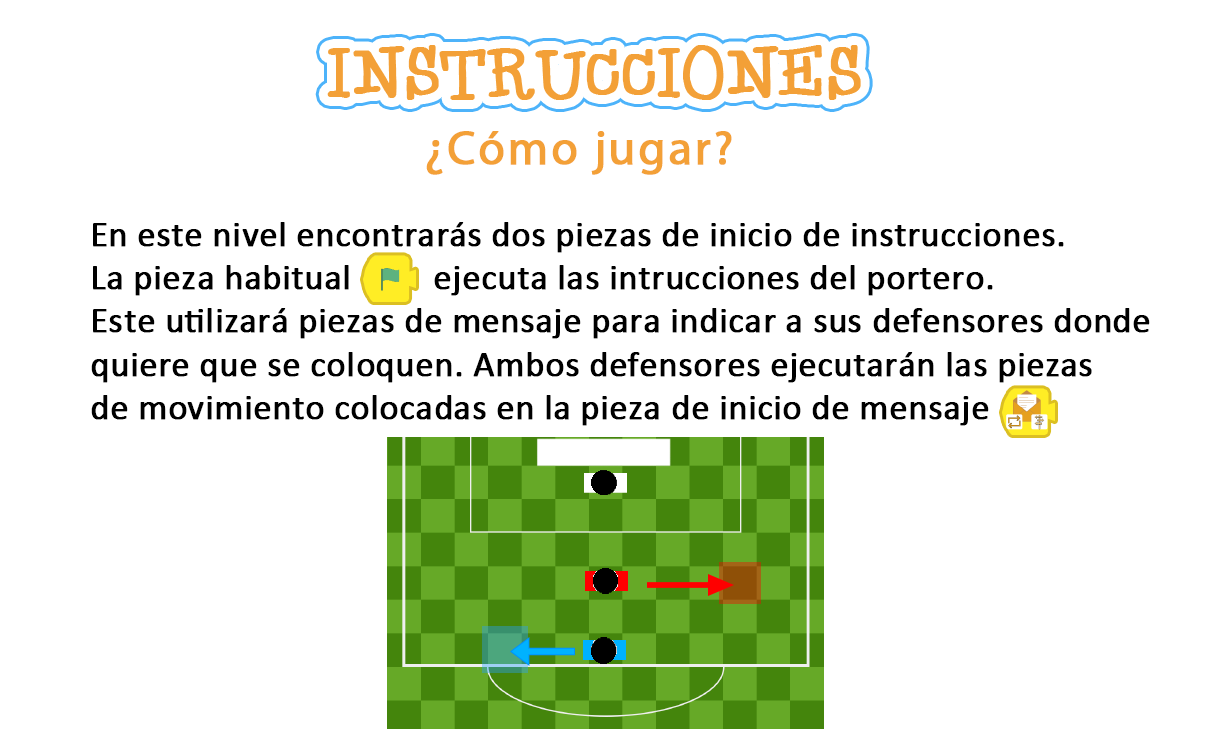 INSTRUCCIONES
¿Cómo jugar?
En este nivel encontrarás dos piezas de inicio de instrucciones.
La pieza habitual ejecuta las intrucciones del portero.
Este utilizará piezas de mensaje para indicar a sus defensores donde
quiere que se coloquen. Ambos defensores ejecutarán las piezas
de movimiento colocadas en la pieza de inicio de mensaje